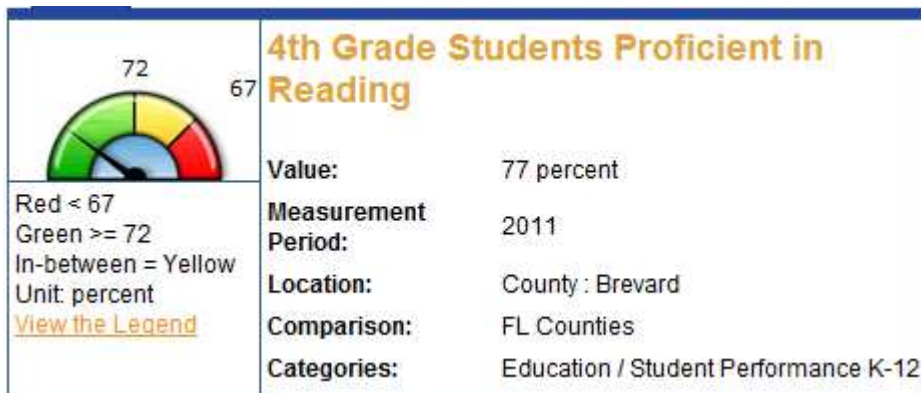 72
67
Red < 67
Green >= 72
In-between = Yellow
Unit: percent
View the Legend
4th Grade Students Proficient in
Reading
Value: 77 percent
Measurement
Period: 2011
Location: County : Brevard
Comparison: FL Counties
Categories: Education / Student Performance K-12